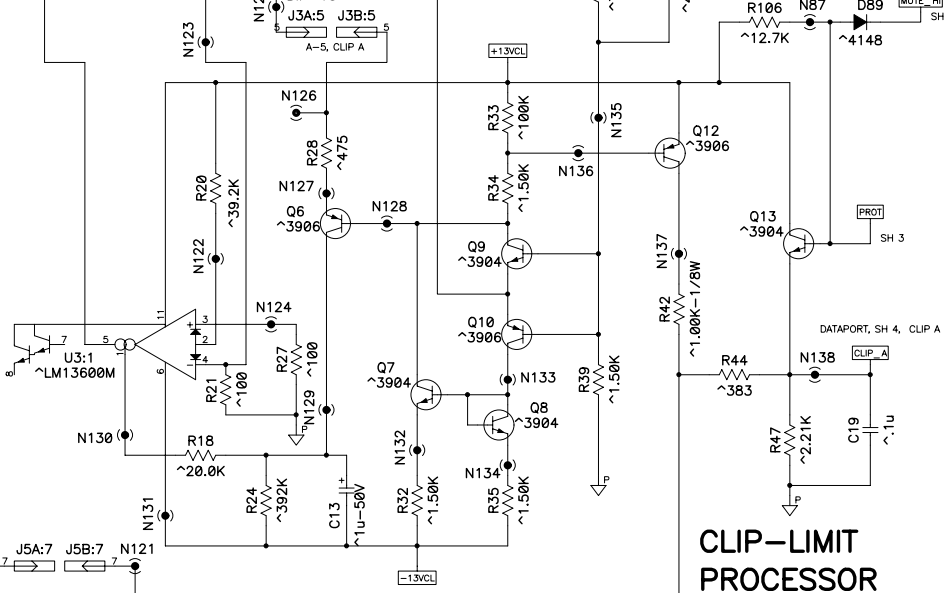 J3A:5 J3B:5
5 5
A-5, CLIP A
N123
R106
^12.7K
N87
D89
^4148
SH
+13VCL
N126
R28
^475
R33
^100K
N135
Q12
^3906
N136
R20
^39.2K
N127
R34
^1.50K
Q6
^3906
N128
Q13
^3904
PROT
SH 3
N122
Q9
^3904
N137
R42
^1.00K-1/8W
N124
Q10
^3906
DATAPORT, SH 4, CLIP A
CLIP_A
11
3
+
2
4
-
5
1
6
7
8
U3:1
^LM13600M
R21
^100
R27
^100
Q7
^3904
N133
R39
^1.50K
R44
^383
N138
N129
P
Q8
^3904
N130
R18
^20.0K
N132
N134
R47
^2.21K
C19
^.1u
R24
^392K
+
C13
^1u-50V
R32
^1.50K
R35
^1.50K
P
P
N131
CLIP-LIMIT
PROCESSOR
J5A:7 J5B:7 N121
7 7
-13VCL